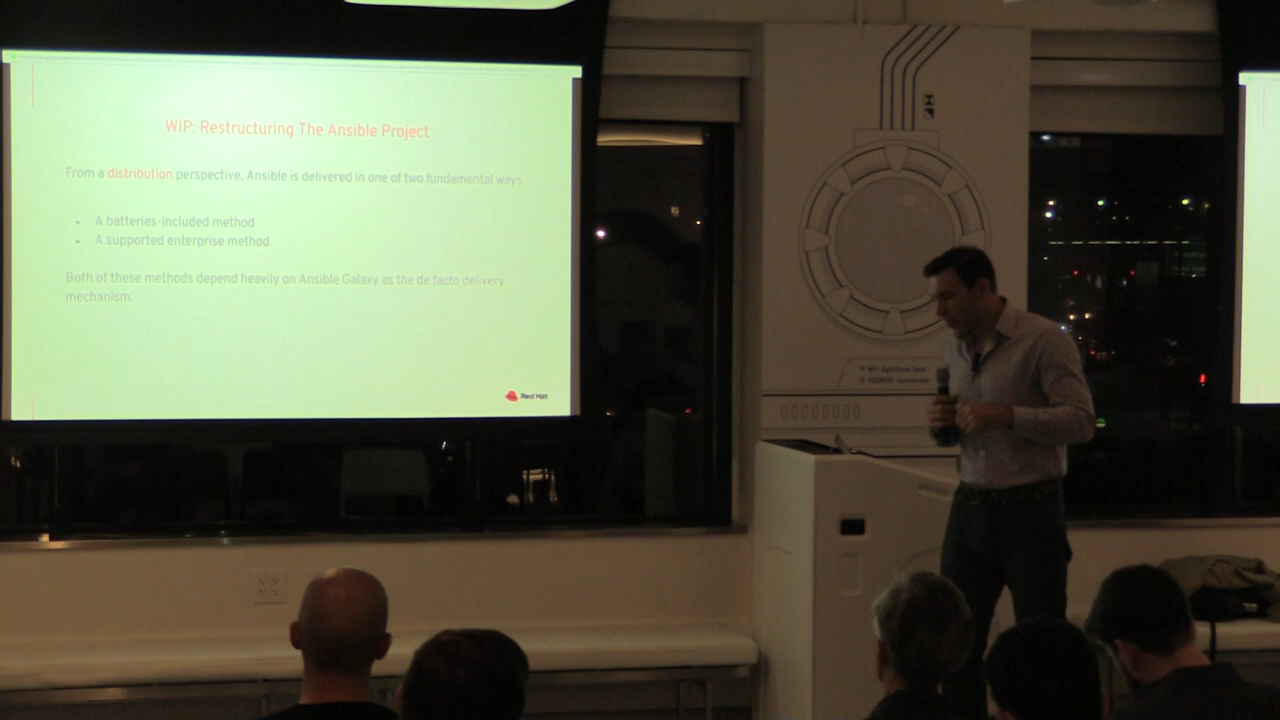 WIP: Restructuring The Ansible Project
From a distribution perspective, Ansible is delivered in one of two fundamental ways
• A batteries-included method
• A supported enterprise method
Both of these methods depend heavily on Ansible Galaxy as the de facto delivery
mechanism.
Red Hat